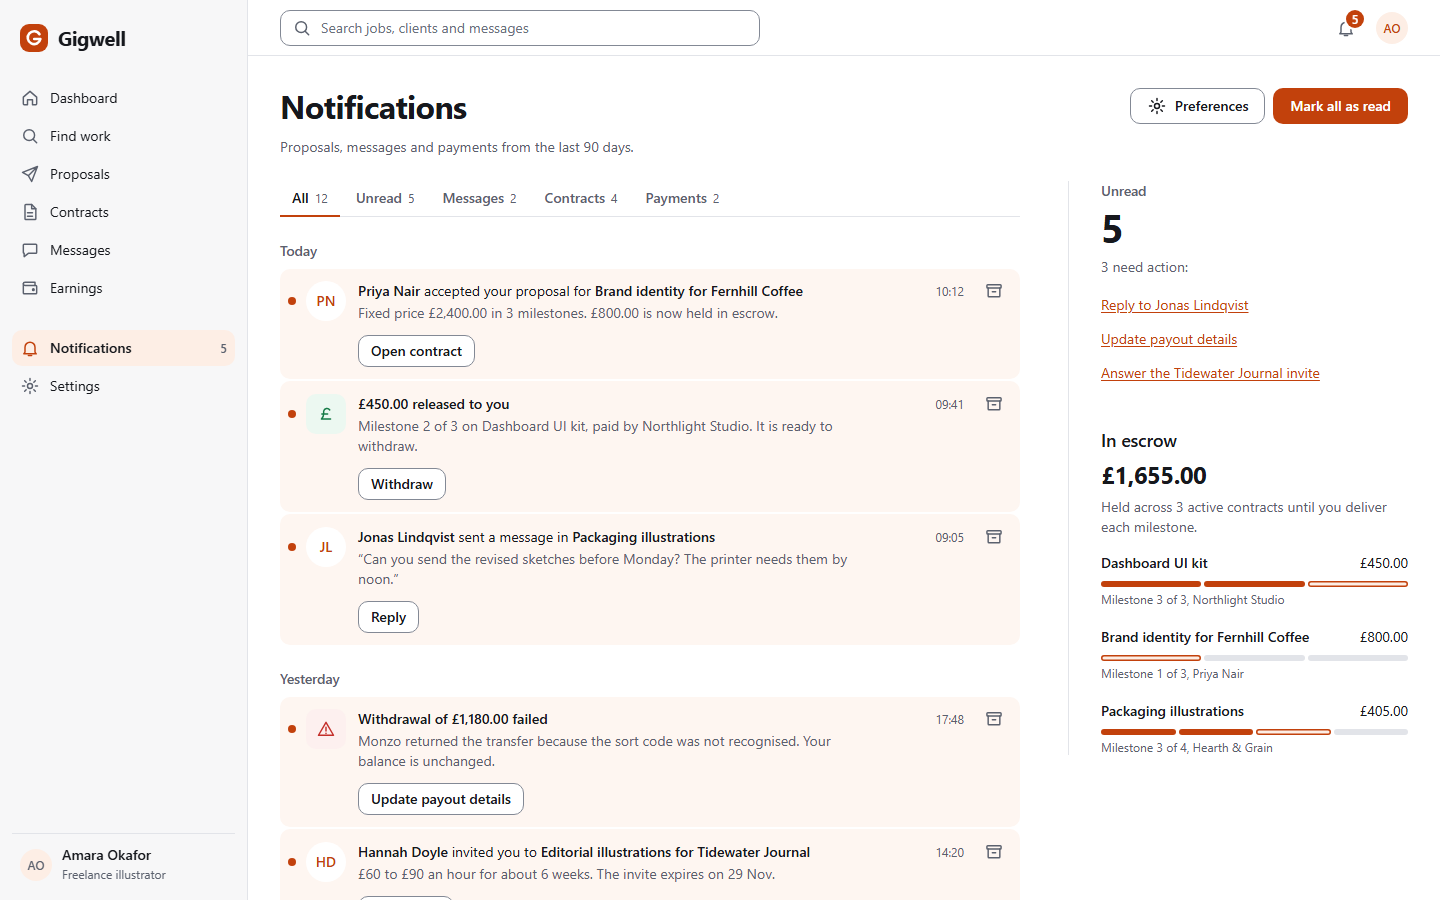 Gigwell
Dashboard
Find work
Proposals
Contracts
Messages
Earnings
Notifications 5
Settings
AO
Amara Okafor
Freelance illustrator
Search jobs, clients and messages
5
AO
Notifications
Proposals, messages and payments from the last 90 days.
Preferences
Mark all as read
All 12
Unread 5
Messages 2
Contracts 4
Payments 2
Today
PN
Priya Nair accepted your proposal for Brand identity for Fernhill Coffee
10:12
Fixed price £2,400.00 in 3 milestones. £800.00 is now held in escrow.
Open contract
£
£450.00 released to you
09:41
Milestone 2 of 3 on Dashboard UI kit, paid by Northlight Studio. It is ready to
withdraw.
Withdraw
JL
Jonas Lindqvist sent a message in Packaging illustrations
09:05
“Can you send the revised sketches before Monday? The printer needs them by
noon.”
Reply
Yesterday
Withdrawal of £1,180.00 failed
17:48
Monzo returned the transfer because the sort code was not recognised. Your
balance is unchanged.
Update payout details
HD
Hannah Doyle invited you to Editorial illustrations for Tidewater Journal
14:20
£60 to £90 an hour for about 6 weeks. The invite expires on 29 Nov.
Unread
5
3 need action:
Reply to Jonas Lindqvist
Update payout details
Answer the Tidewater Journal invite
In escrow
£1,655.00
Held across 3 active contracts until you deliver
each milestone.
Dashboard UI kit £450.00
Milestone 3 of 3, Northlight Studio
Brand identity for Fernhill Coffee £800.00
Milestone 1 of 3, Priya Nair
Packaging illustrations £405.00
Milestone 3 of 4, Hearth & Grain